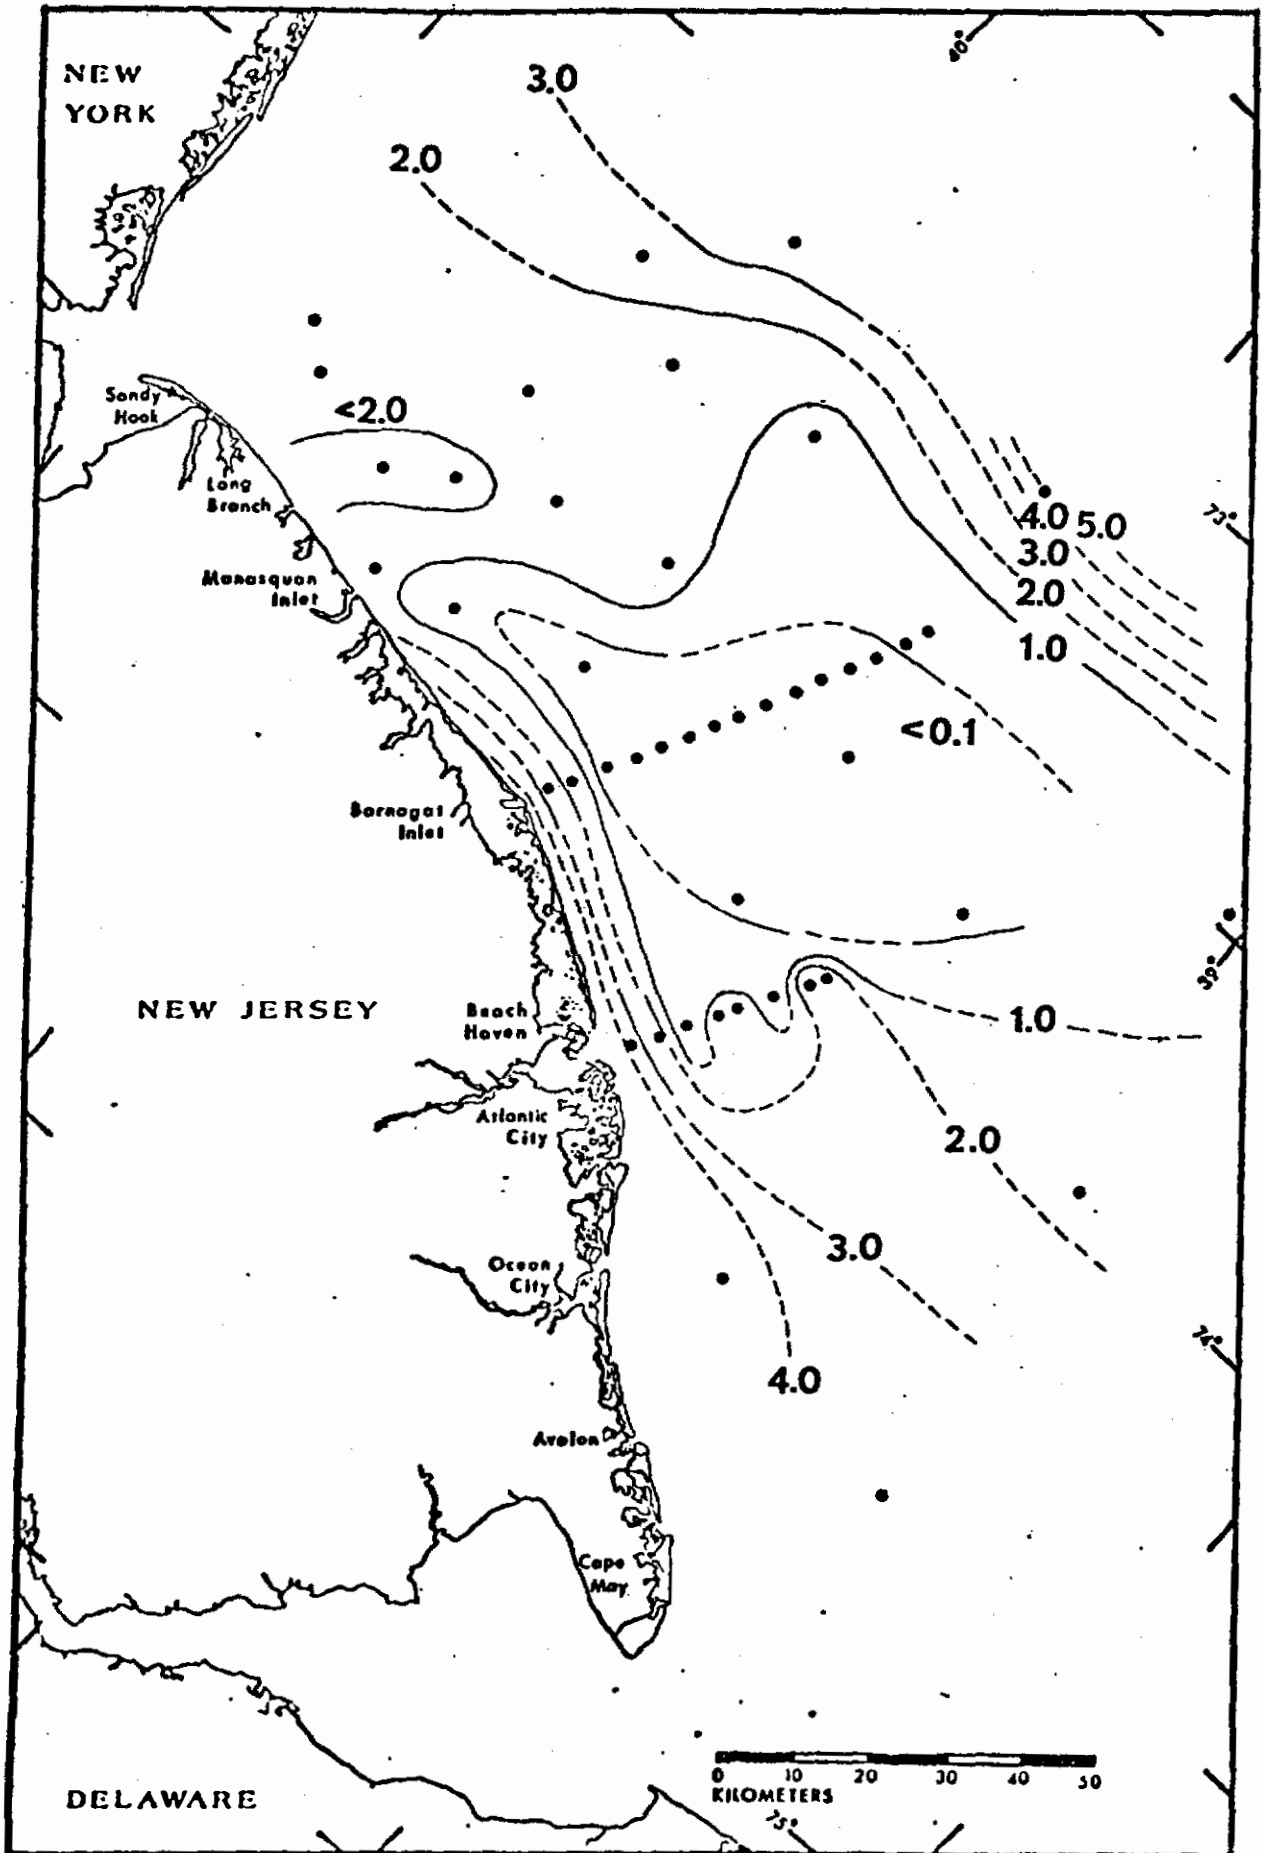 NEW
YORK
3.0
2.0
40°
Sandy
Hook
<2.0
Long
Branch
4.0 5.0
73°
3.0
2.0
1.0
Manasquan
Inlet
<0.1
Barnegat
Inlet
39°
NEW JERSEY
Beach
Haven
1.0
Atlantic
City
2.0
Ocean
City
3.0
74°
4.0
Avalon
Cape
May
0 10 20 30 40 50
KILOMETERS
DELAWARE
75°